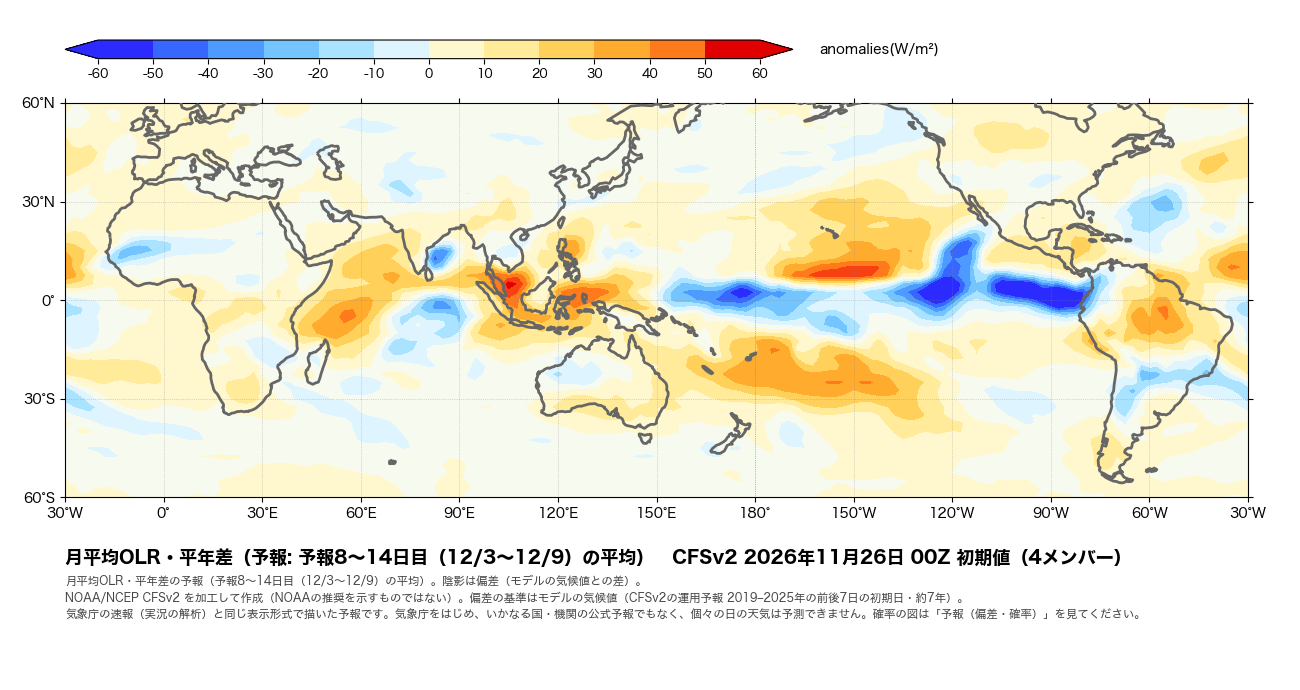 anomalies(W/m²)
-60 -50 -40 -30 -20 -10 0 10 20 30 40 50 60
60°N
30°N
0°
30°S
60°S
30°W 0° 30°E 60°E 90°E 120°E 150°E 180° 150°W 120°W 90°W 60°W 30°W
月平均OLR・平年差（予報: 予報8～14日目（12/3～12/9）の平均） CFSv2 2026年11月26日 00Z 初期値（4メンバー）
月平均OLR・平年差の予報（予報8～14日目（12/3～12/9）の平均）。陰影は偏差（モデルの気候値との差）。
NOAA/NCEP CFSv2 を加工して作成（NOAAの推奨を示すものではない）。偏差の基準はモデルの気候値（CFSv2の運用予報 2019–2025年の前後7日の初期日・約7年）。
気象庁の速報（実況の解析）と同じ表示形式で描いた予報です。気象庁をはじめ、いかなる国・機関の公式予報でもなく、個々の日の天気は予測できません。確率の図は「予報（偏差・確率）」を見てください。